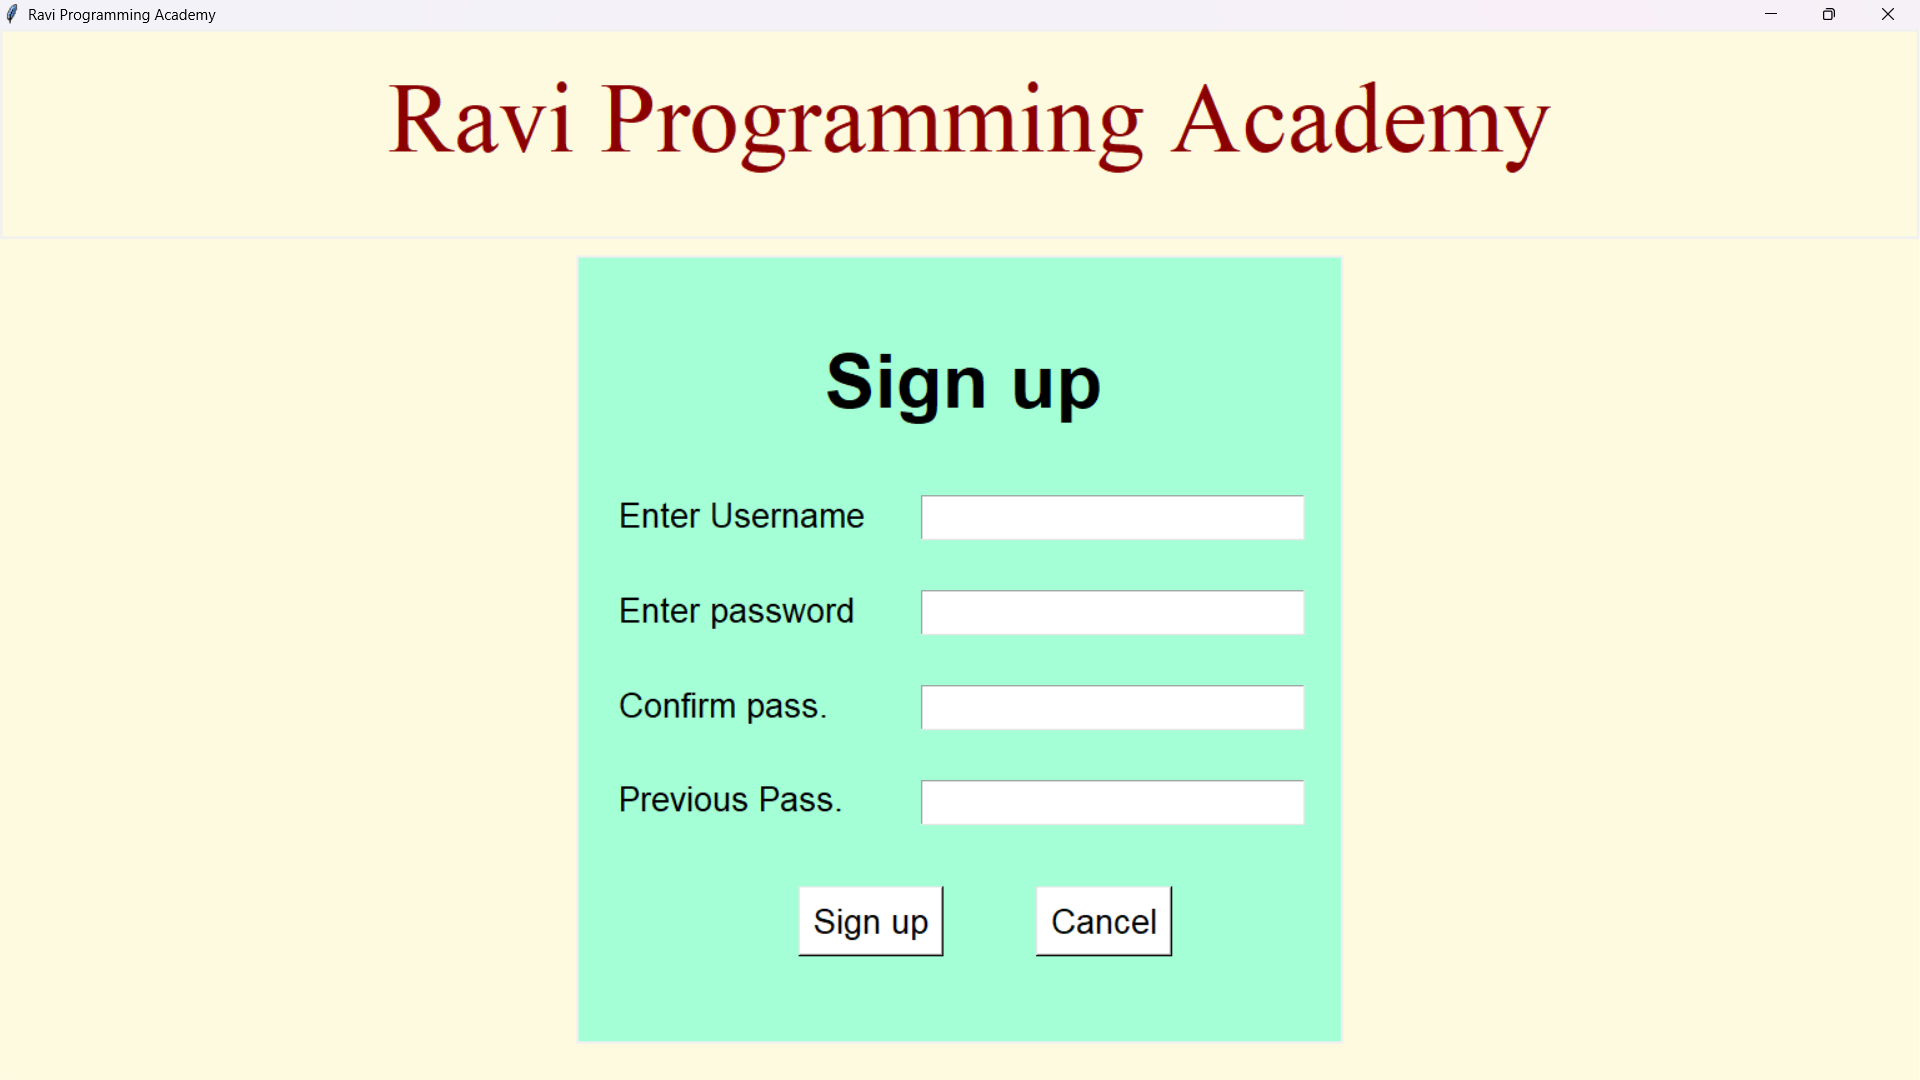 Ravi Programming Academy
Ravi Programming Academy
Sign up
Enter Username
Enter password
Confirm pass.
Previous Pass.
Sign up Cancel